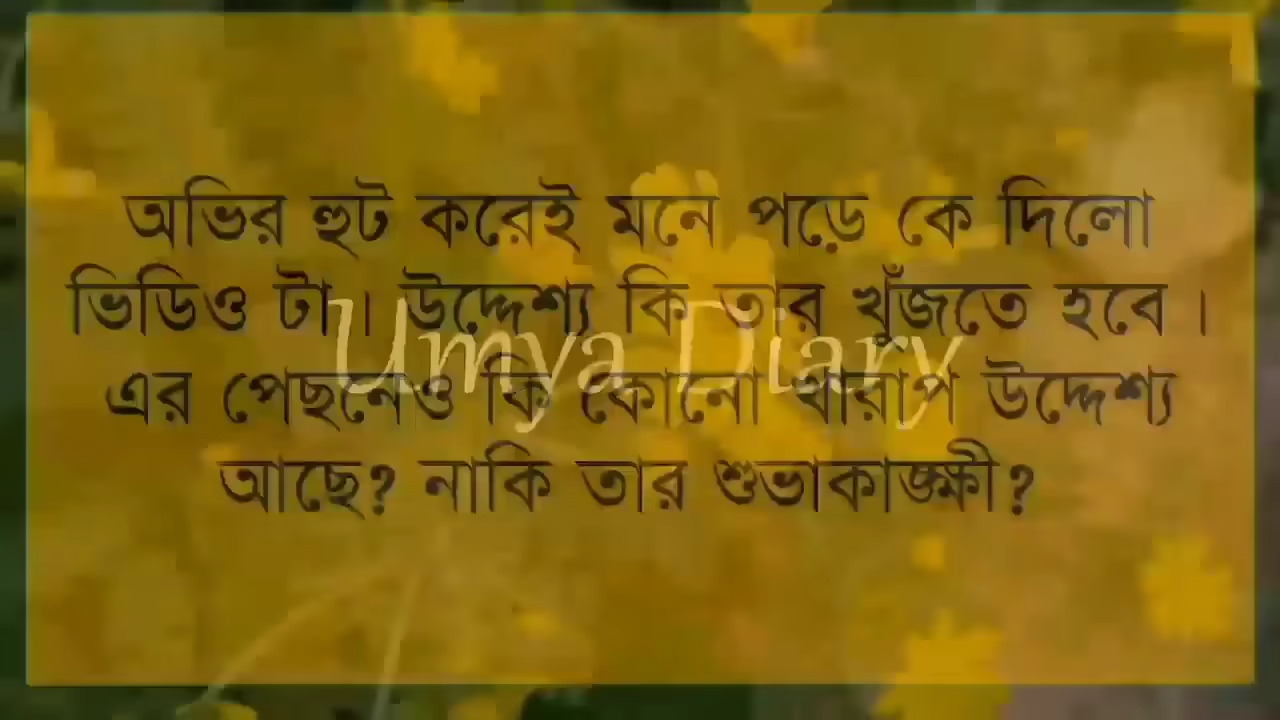 অভির হুট করেই মনে পড়ে কে দিলো
ভিডিও টা। উদ্দেশ্য কি তার খুঁজতে হবে ।
Umya Diary
এর পেছনেও কি কোনো খারাপ উদ্দেশ্য
আছে? নাকি তার শুভাকাঙ্ক্ষী?